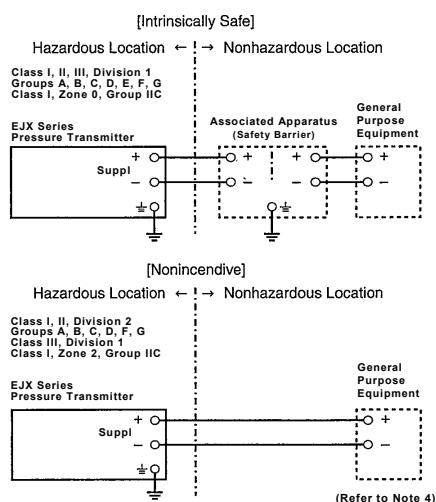 [Intrinsically Safe]
Hazardous Location ← → Nonhazardous Location
Class I, II, III, Division 1
Groups A, B, C, D, E, F, G
Class I, Zone 0, Group IIC
EJX Series
Pressure Transmitter
Associated Apparatus
(Safety Barrier)
General
Purpose
Equipment
+ + + +
Suppl
− − − −
[Nonincendive]
Hazardous Location ← → Nonhazardous Location
Class I, II, Division 2
Groups A, B, C, D, F, G
Class III, Division 1
Class I, Zone 2, Group IIC
EJX Series
Pressure Transmitter
General
Purpose
Equipment
+ +
Suppl
− −
(Refer to Note 4)